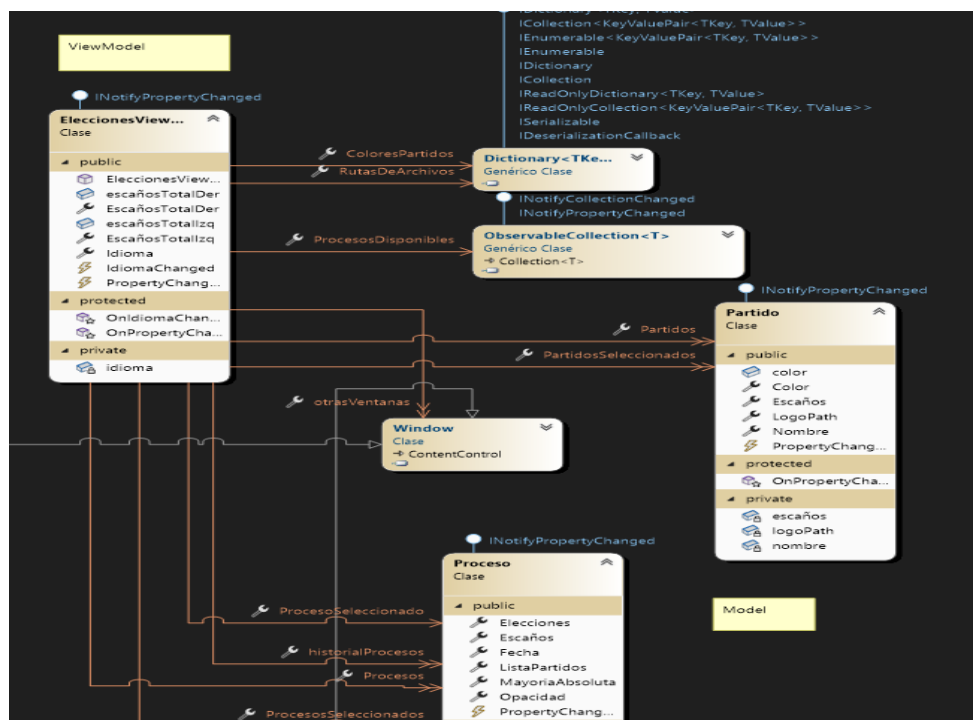 ICollection<KeyValuePair<TKey, TValue>>
IEnumerable<KeyValuePair<TKey, TValue>>
IEnumerable
IDictionary
ICollection
IReadOnlyDictionary<TKey, TValue>
IReadOnlyCollection<KeyValuePair<TKey, TValue>>
ISerializable
IDeserializationCallback
ViewModel
INotifyPropertyChanged
EleccionesView...
Clase
public
EleccionesView...
escañosTotalDer
EscañosTotalDer
escañosTotalIzq
EscañosTotalIzq
Idioma
IdiomaChanged
PropertyChang...
protected
OnIdiomaChan...
OnPropertyCha...
private
idioma
ColoresPartidos
RutasDeArchivos
Dictionary<TKe...
Genérico Clase
INotifyCollectionChanged
INotifyPropertyChanged
ProcesosDisponibles
ObservableCollection<T>
Genérico Clase
Collection<T>
INotifyPropertyChanged
Partidos
PartidosSeleccionados
Partido
Clase
public
color
Color
Escaños
LogoPath
Nombre
PropertyChang...
protected
OnPropertyCha...
private
escaños
logoPath
nombre
otrasVentanas
Window
Clase
ContentControl
INotifyPropertyChanged
Proceso
Clase
public
Elecciones
Escaños
Fecha
ListaPartidos
MayoriaAbsoluta
Opacidad
PropertyChang...
ProcesoSeleccionado
historialProcesos
Procesos
ProcesosSeleccionados
Model